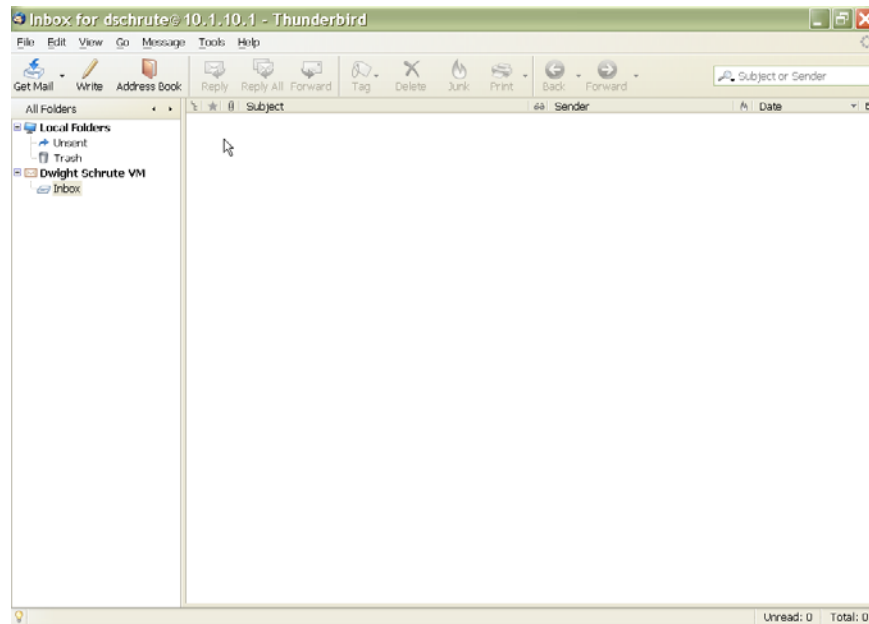 Inbox for dschrute@ 10.1.10.1 - Thunderbird
File Edit View Go Message Tools Help
Get Mail Write Address Book Reply Reply All Forward Tag Delete Junk Print Back Forward Subject or Sender
All Folders Subject Sender Date
Local Folders
Unsent
Trash
Dwight Schrute VM
Inbox
Unread: 0 Total: 0